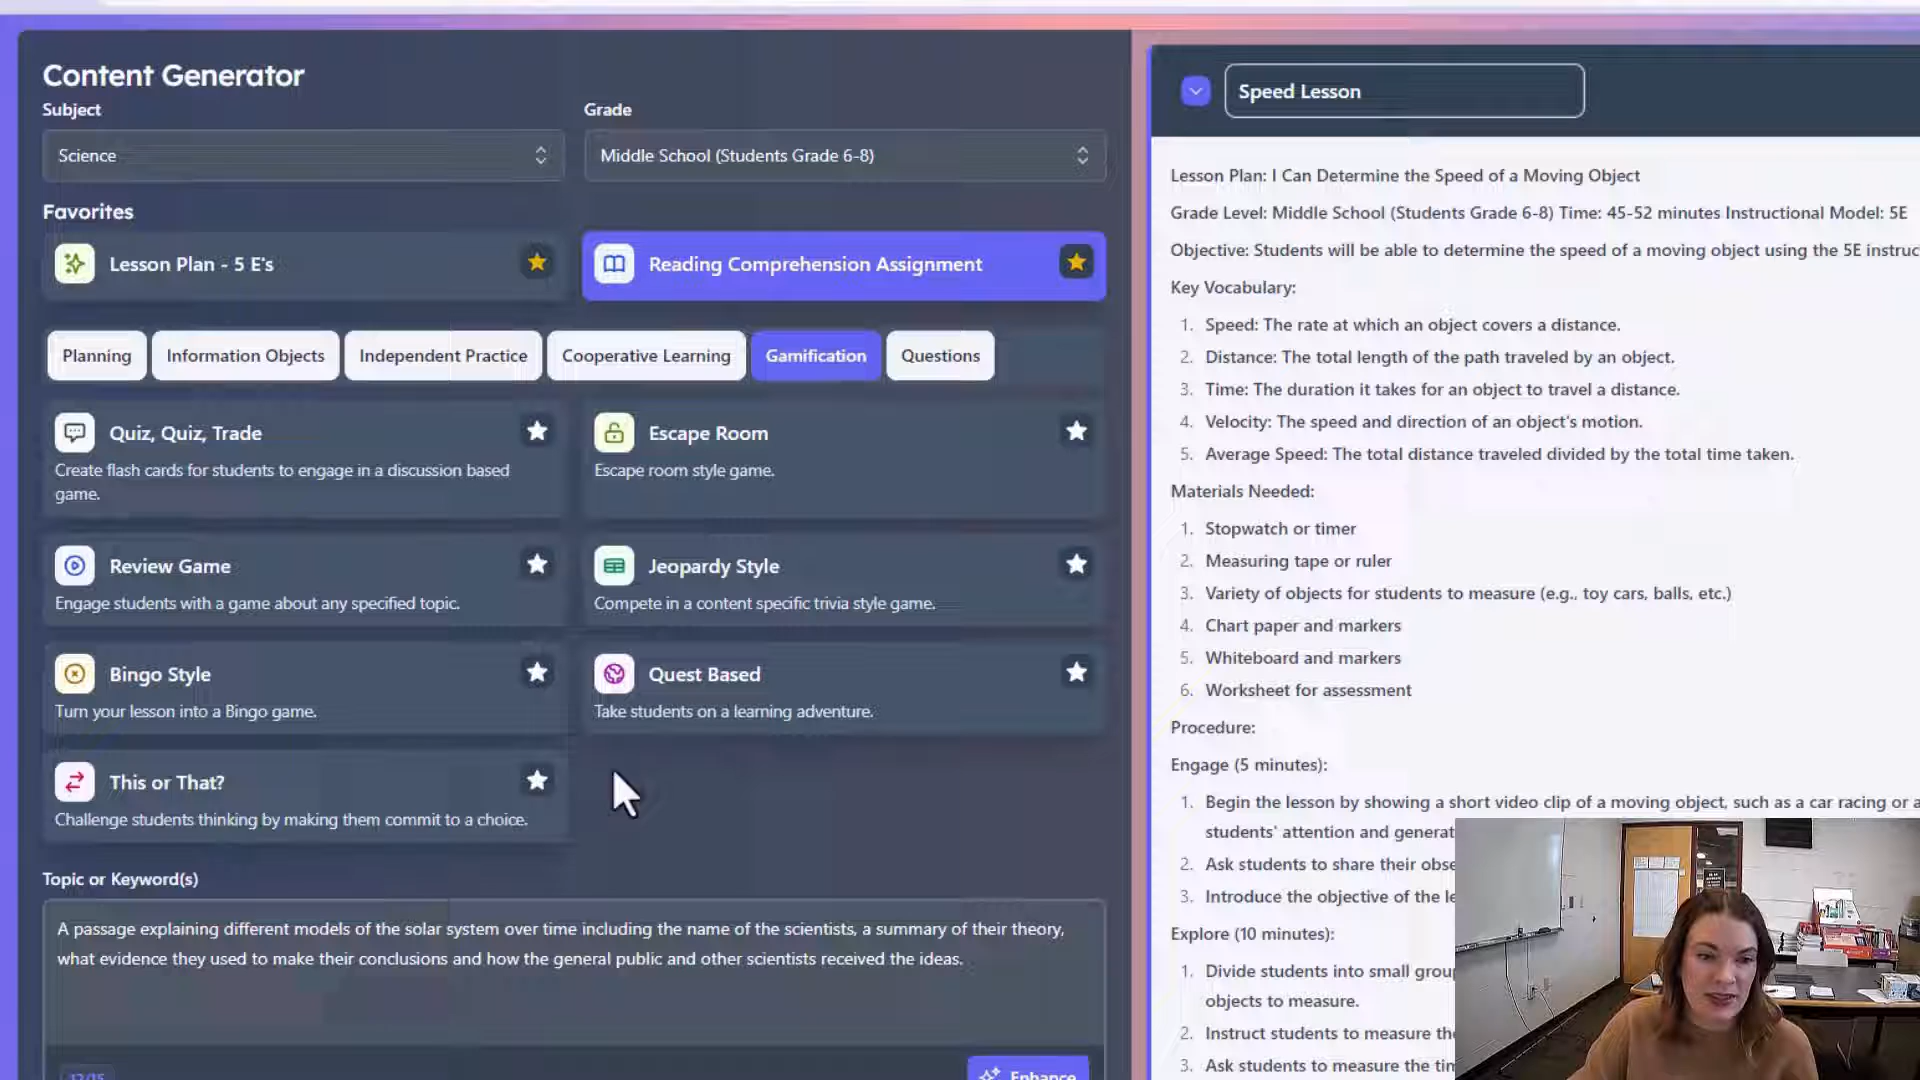 Content Generator
Subject
Grade
Science
Middle School (Students Grade 6-8)
Favorites
Lesson Plan - 5 E's
Reading Comprehension Assignment
Planning
Information Objects
Independent Practice
Cooperative Learning
Gamification
Questions
Quiz, Quiz, Trade
Create flash cards for students to engage in a discussion based
game.
Escape Room
Escape room style game.
Review Game
Engage students with a game about any specified topic.
Jeopardy Style
Compete in a content specific trivia style game.
Bingo Style
Turn your lesson into a Bingo game.
Quest Based
Take students on a learning adventure.
This or That?
Challenge students thinking by making them commit to a choice.
Topic or Keyword(s)
A passage explaining different models of the solar system over time including the name of the scientists, a summary of their theory,
what evidence they used to make their conclusions and how the general public and other scientists received the ideas.
Enhance
Speed Lesson
Lesson Plan: I Can Determine the Speed of a Moving Object
Grade Level: Middle School (Students Grade 6-8) Time: 45-52 minutes Instructional Model: 5E
Objective: Students will be able to determine the speed of a moving object using the 5E instruc
Key Vocabulary:
1. Speed: The rate at which an object covers a distance.
2. Distance: The total length of the path traveled by an object.
3. Time: The duration it takes for an object to travel a distance.
4. Velocity: The speed and direction of an object's motion.
5. Average Speed: The total distance traveled divided by the total time taken.
Materials Needed:
1. Stopwatch or timer
2. Measuring tape or ruler
3. Variety of objects for students to measure (e.g., toy cars, balls, etc.)
4. Chart paper and markers
5. Whiteboard and markers
6. Worksheet for assessment
Procedure:
Engage (5 minutes):
1. Begin the lesson by showing a short video clip of a moving object, such as a car racing or a
students' attention and generat
2. Ask students to share their obse
3. Introduce the objective of the le
Explore (10 minutes):
1. Divide students into small group
objects to measure.
2. Instruct students to measure the
3. Ask students to measure the tim